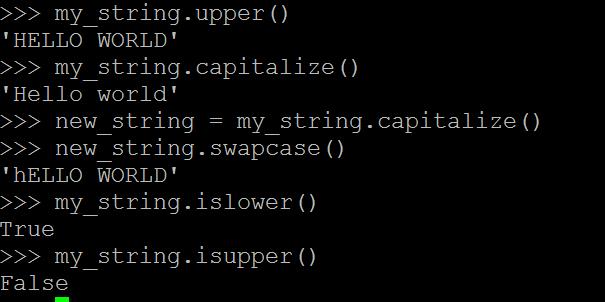 >>> my_string.upper()
'HELLO WORLD'
>>> my_string.capitalize()
'Hello world'
>>> new_string = my_string.capitalize()
>>> new_string.swapcase()
'hELLO WORLD'
>>> my_string.islower()
True
>>> my_string.isupper()
False